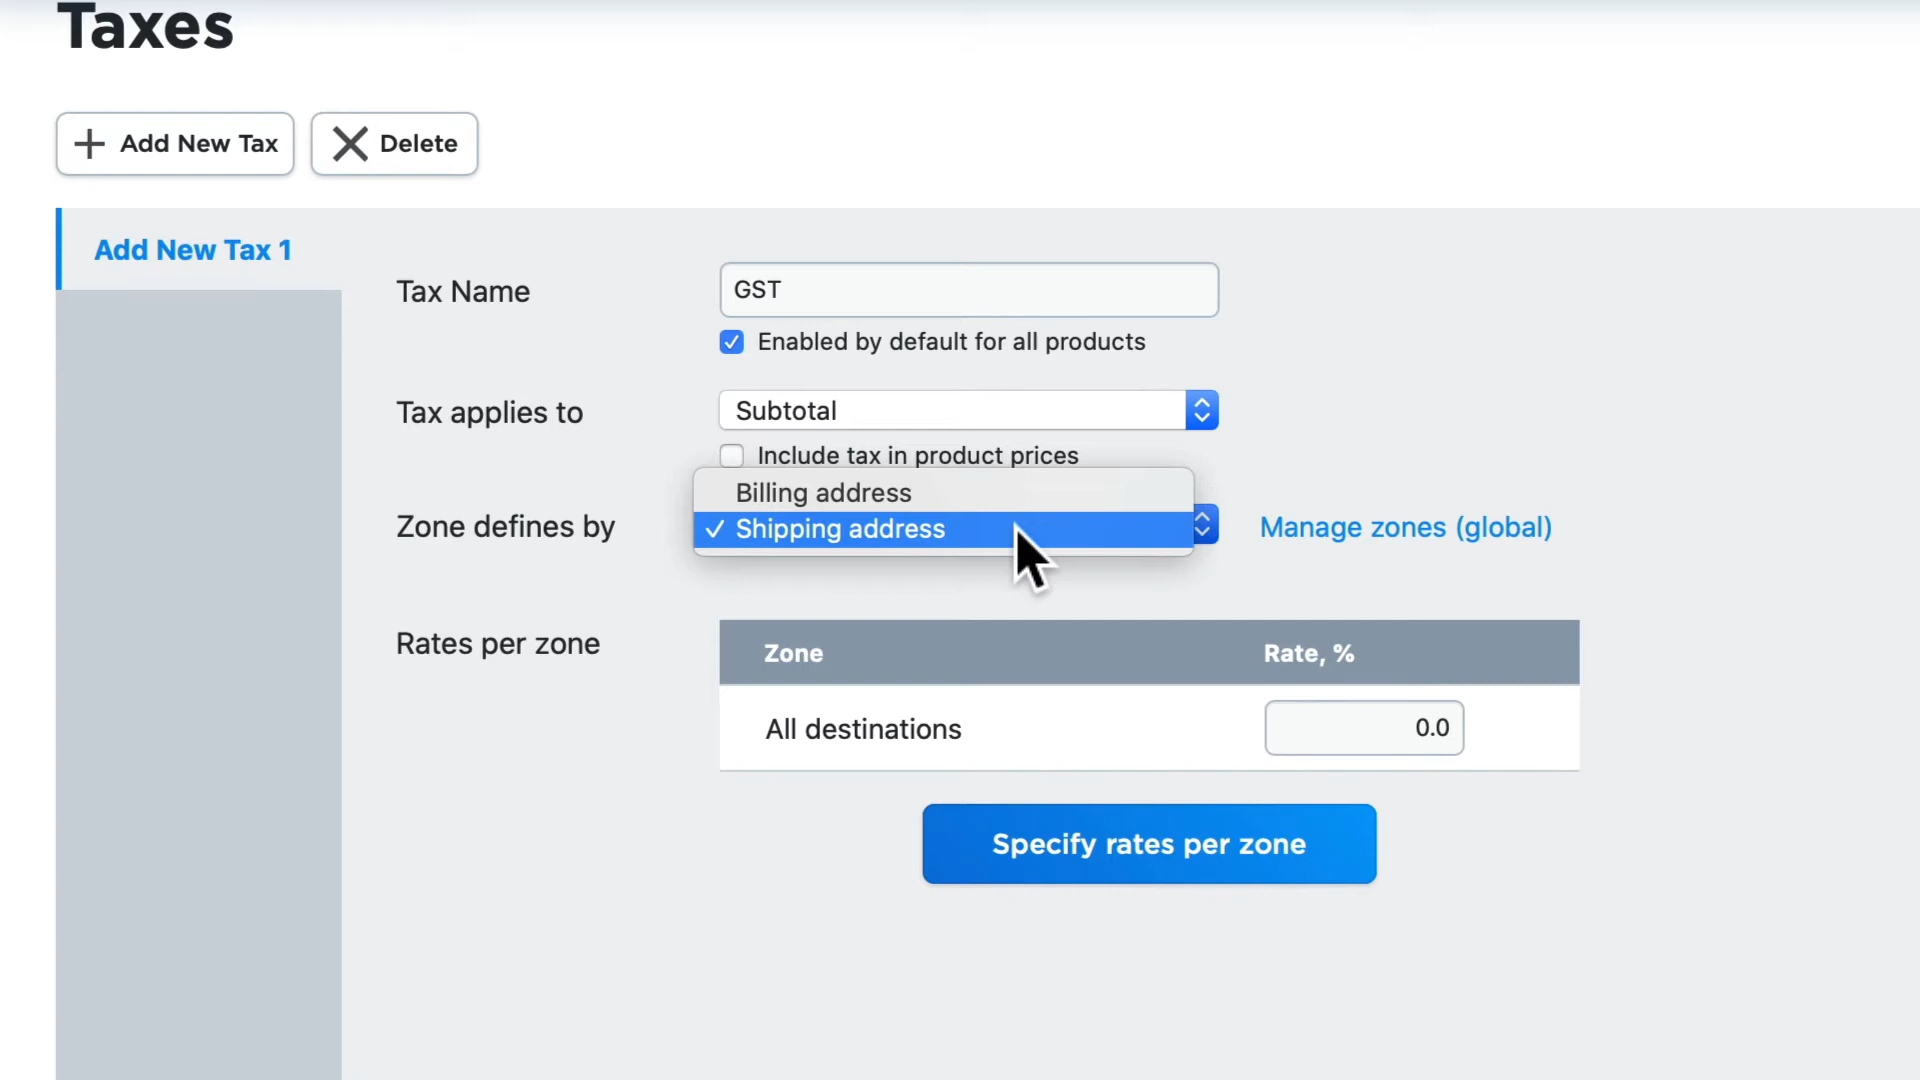 Taxes
Add New Tax
Delete
Add New Tax 1
Tax Name
GST
Enabled by default for all products
Tax applies to
Subtotal
Include tax in product prices
Billing address
Zone defines by
Shipping address
Manage zones (global)
Rates per zone
Zone
Rate, %
All destinations
0.0
Specify rates per zone